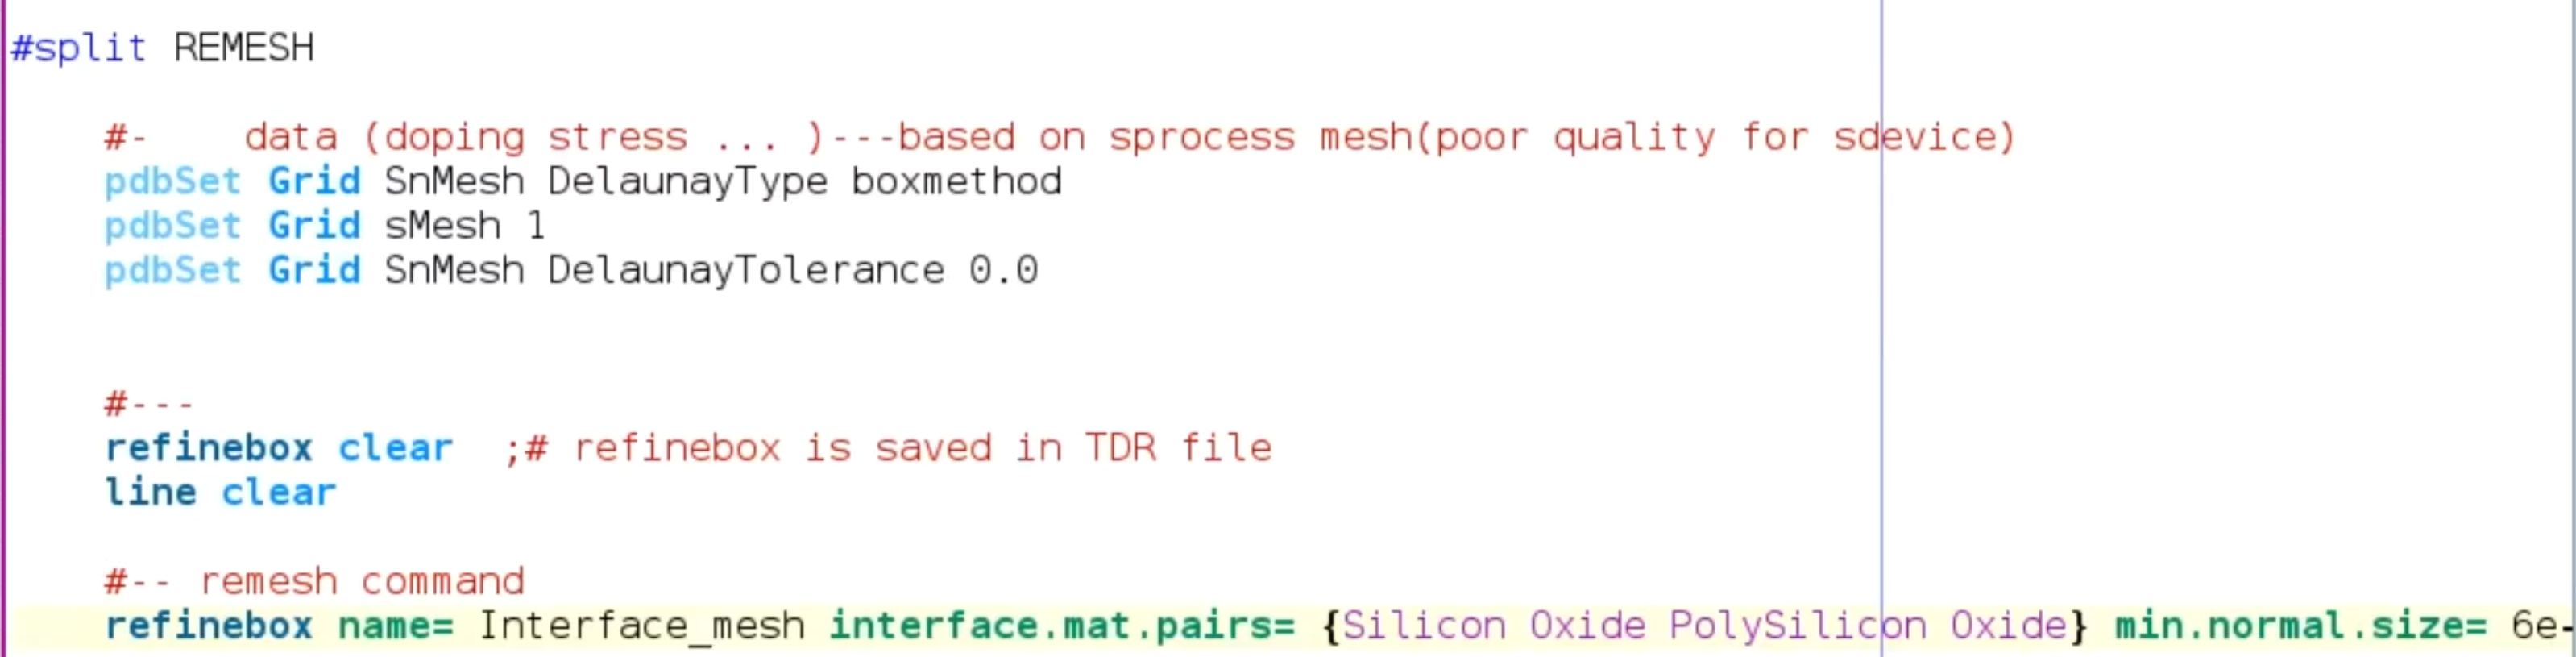 #split REMESH
#-    data (doping stress ... )---based on sprocess mesh(poor quality for sdevice)
pdbSet Grid SnMesh DelaunayType boxmethod
pdbSet Grid sMesh 1
pdbSet Grid SnMesh DelaunayTolerance 0.0
#---
refinebox clear  ;# refinebox is saved in TDR file
line clear
#-- remesh command
refinebox name= Interface_mesh interface.mat.pairs= {Silicon Oxide PolySilicon Oxide} min.normal.size= 6e-